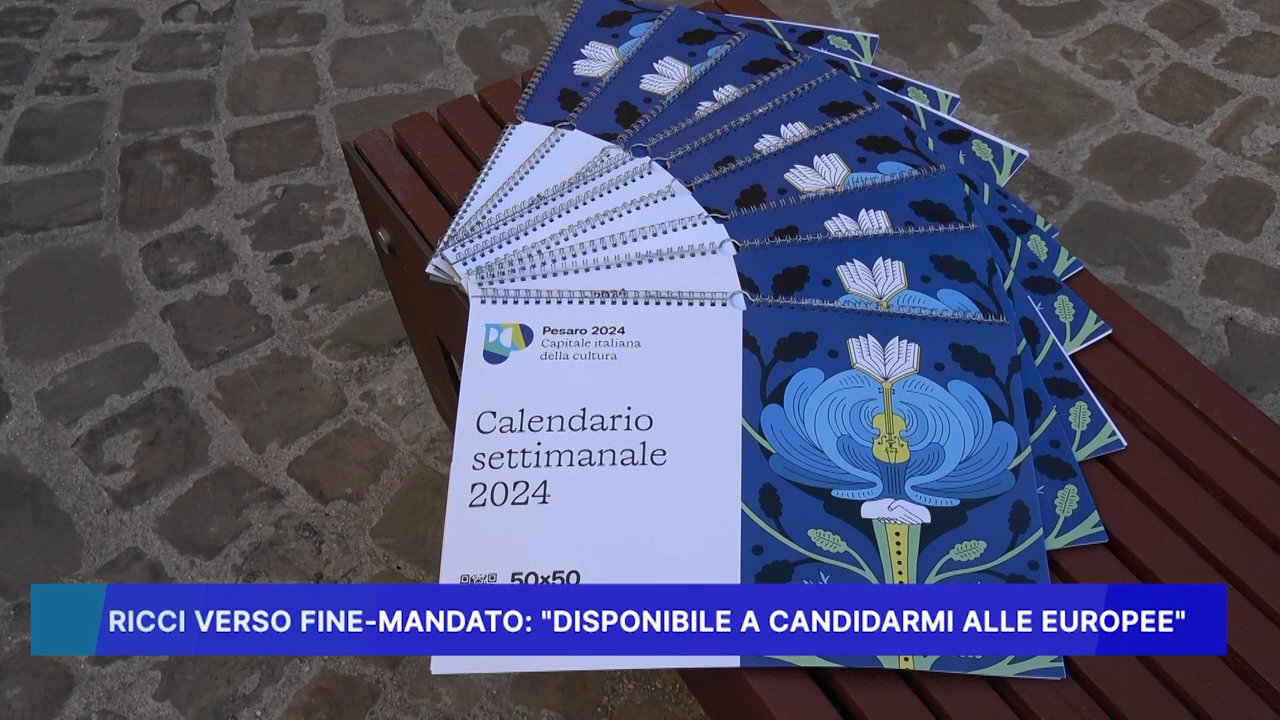 Pesaro 2024
Capitale italiana
della cultura
Calendario
settimanale
2024
50x50
RICCI VERSO FINE-MANDATO: "DISPONIBILE A CANDIDARMI ALLE EUROPEE"